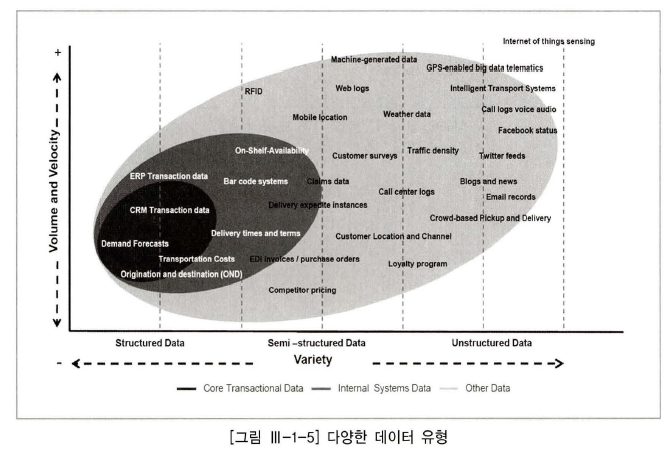 Internet of things sensing
+
Machine-generated data
GPS-enabled big data telematics
RFID
Web logs
Intelligent Transport Systems
Mobile location
Weather data
Call logs voice audio
Facebook status
On-Shelf-Availability
Customer surveys
Traffic density
Twitter feeds
ERP Transaction data
Bar code systems
Claims data
Call center logs
Blogs and news
Email records
CRM Transaction data
Delivery expedite instances
Crowd-based Pickup and Delivery
Demand Forecasts
Delivery times and terms
Customer Location and Channel
Transportation Costs
EDI invoices / purchase orders
Loyalty program
Origination and destination (OND)
Competitor pricing
Volume and Velocity
-
Structured Data
Semi –structured Data
Unstructured Data
Variety
+
Core Transactional Data
Internal Systems Data
Other Data
[그림 Ⅲ-1-5] 다양한 데이터 유형